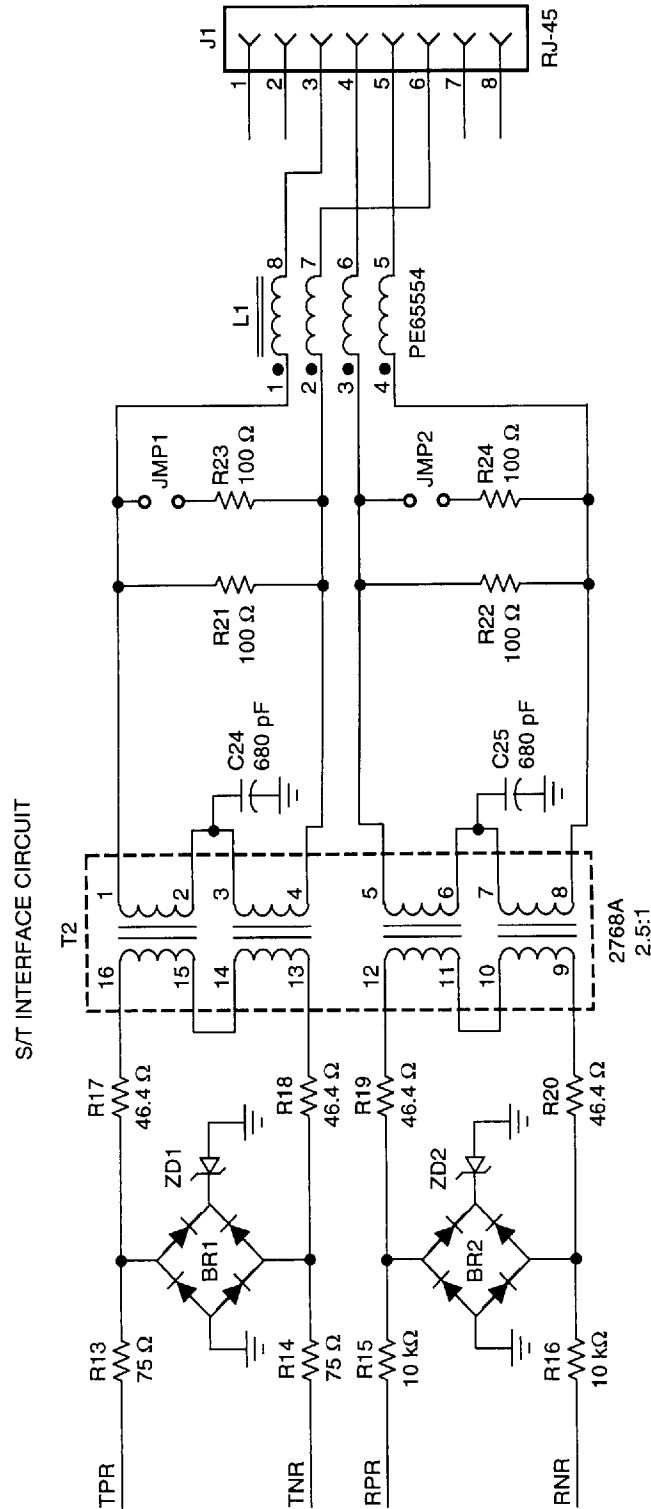 S/T INTERFACE CIRCUIT
TPR
R13
75 Ω
BR1
ZD1
TNR
R14
75 Ω
R17
46.4 Ω
R18
46.4 Ω
RPR
R15
10 kΩ
BR2
ZD2
RNR
R16
10 kΩ
R19
46.4 Ω
R20
46.4 Ω
T2
16
1
15
2
14
3
13
4
12
5
11
6
10
7
9
8
2768A
2.5:1
C24
680 pF
C25
680 pF
R21
100 Ω
R22
100 Ω
JMP1
R23
100 Ω
JMP2
R24
100 Ω
L1
1
8
2
7
3
6
4
5
PE65554
J1
1
2
3
4
5
6
7
8
RJ-45